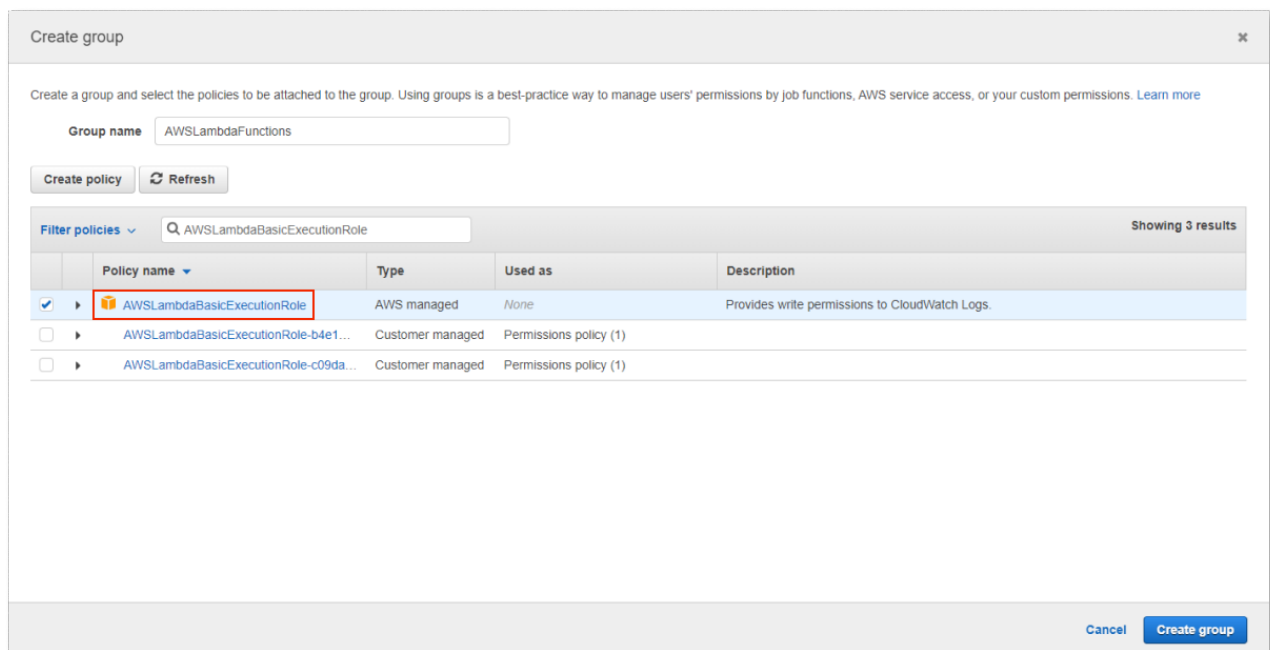 Create group
Create a group and select the policies to be attached to the group. Using groups is a best-practice way to manage users' permissions by job functions, AWS service access, or your custom permissions. Learn more
Group name AWSLambdaFunctions
Create policy Refresh
Filter policies AWSLambdaBasicExecutionRole Showing 3 results
Policy name Type Used as Description
AWSLambdaBasicExecutionRole AWS managed None Provides write permissions to CloudWatch Logs.
AWSLambdaBasicExecutionRole-b4e1... Customer managed Permissions policy (1)
AWSLambdaBasicExecutionRole-c09da... Customer managed Permissions policy (1)
Cancel Create group